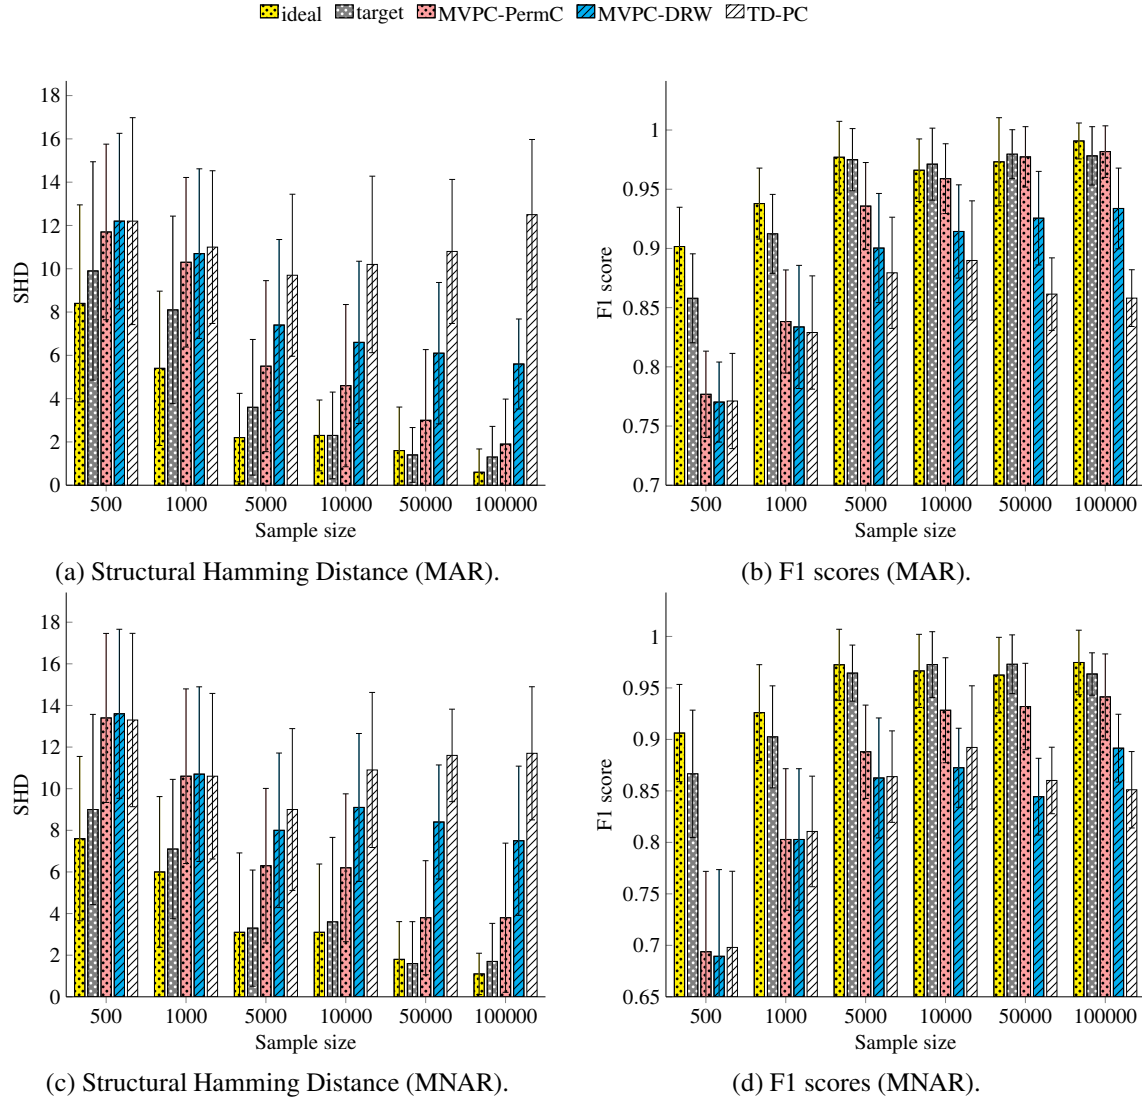 ideal target MVPC-PermC MVPC-DRW TD-PC
18
16
14
12
10
8
6
4
2
0
SHD
500 1000 5000 10000 50000 100000
Sample size
(a) Structural Hamming Distance (MAR).
1
0.95
0.9
0.85
0.8
0.75
0.7
F1 score
500 1000 5000 10000 50000 100000
Sample size
(b) F1 scores (MAR).
18
16
14
12
10
8
6
4
2
0
SHD
500 1000 5000 10000 50000 100000
Sample size
(c) Structural Hamming Distance (MNAR).
1
0.95
0.9
0.85
0.8
0.75
0.7
0.65
F1 score
500 1000 5000 10000 50000 100000
Sample size
(d) F1 scores (MNAR).